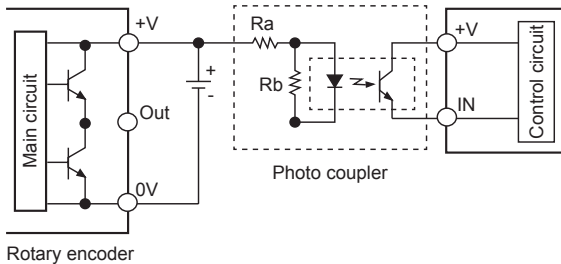 +V
Ra
+V
+
-
Rb
Main circuit
Out
IN
Control circuit
0V
Photo coupler
Rotary encoder